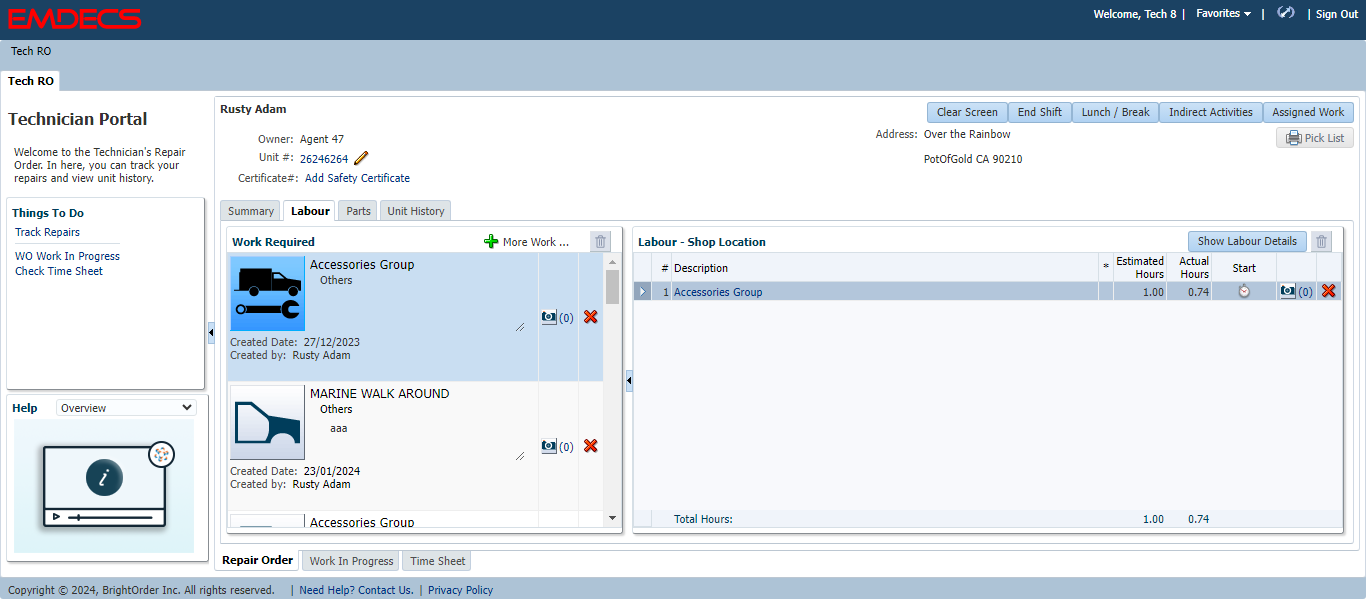 EMDECS
Welcome, Tech 8 | Favorites | | Sign Out
Tech RO
Tech RO
Technician Portal
Welcome to the Technician's Repair
Order. In here, you can track your
repairs and view unit history.
Things To Do
Track Repairs
WO Work In Progress
Check Time Sheet
Help Overview
i
Rusty Adam
Clear Screen End Shift Lunch / Break Indirect Activities Assigned Work
Owner: Agent 47
Address: Over the Rainbow
Pick List
Unit #: 26246264
PotOfGold CA 90210
Certificate#: Add Safety Certificate
Summary Labour Parts Unit History
Work Required More Work ...
Accessories Group
Others
(0)
Created Date: 27/12/2023
Created by: Rusty Adam
MARINE WALK AROUND
Others
aaa
(0)
Created Date: 23/01/2024
Created by: Rusty Adam
Accessories Group
Labour - Shop Location Show Labour Details
# Description * Estimated Hours Actual Hours Start
1 Accessories Group 1.00 0.74 (0)
Total Hours: 1.00 0.74
Repair Order Work In Progress Time Sheet
Copyright © 2024, BrightOrder Inc. All rights reserved. | Need Help? Contact Us. | Privacy Policy